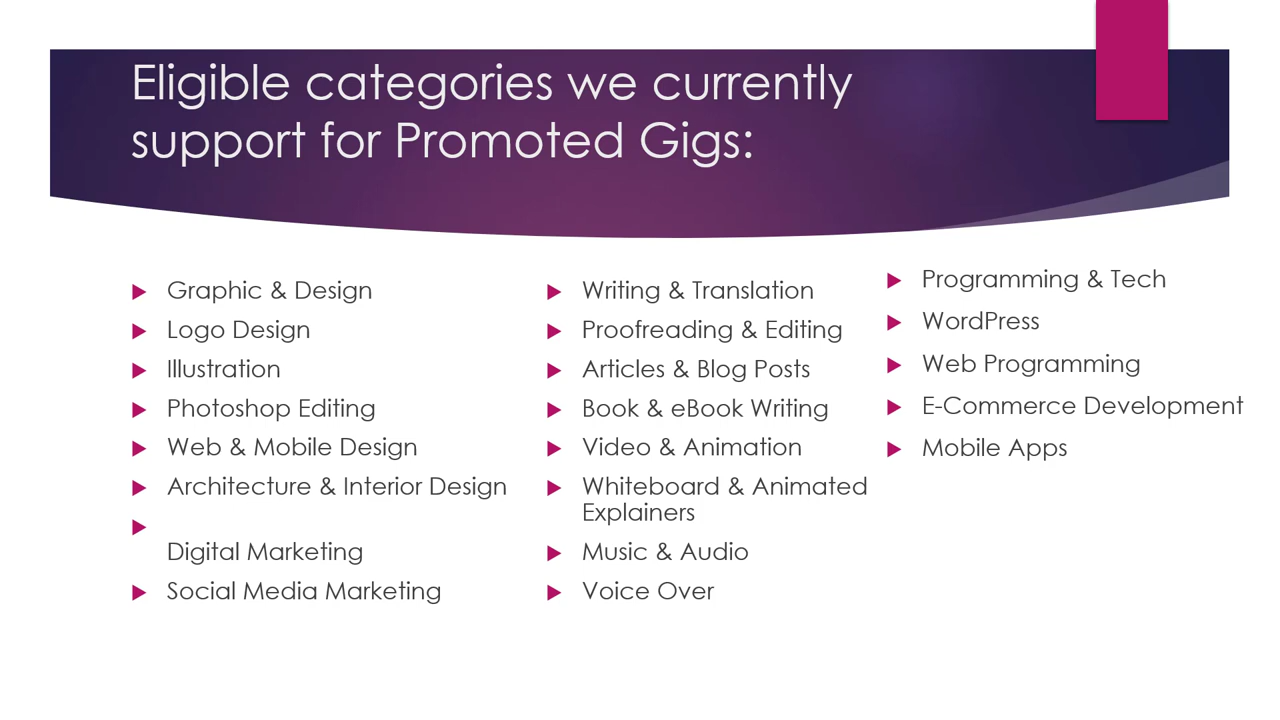 Eligible categories we currently
support for Promoted Gigs:
Graphic & Design
Logo Design
Illustration
Photoshop Editing
Web & Mobile Design
Architecture & Interior Design
Digital Marketing
Social Media Marketing
Writing & Translation
Proofreading & Editing
Articles & Blog Posts
Book & eBook Writing
Video & Animation
Whiteboard & Animated
Explainers
Music & Audio
Voice Over
Programming & Tech
WordPress
Web Programming
E-Commerce Development
Mobile Apps